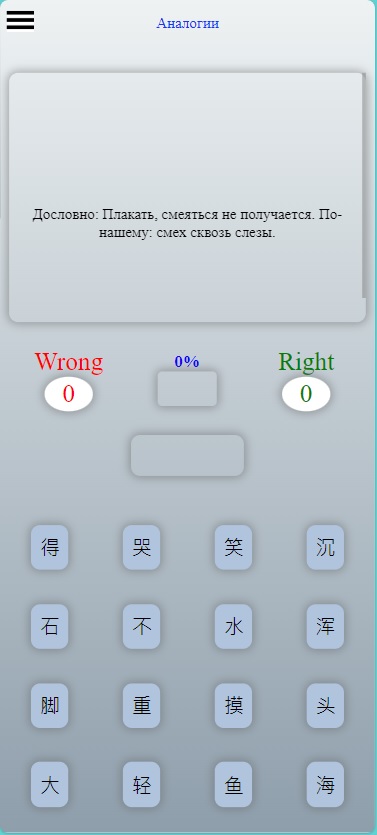 Аналогии
Дословно: Плакать, смеяться не получается. По-
нашему: смех сквозь слезы.
Wrong
0%
Right
0
0
得 哭 笑 沉
石 不 水 浑
脚 重 摸 头
大 轻 鱼 海